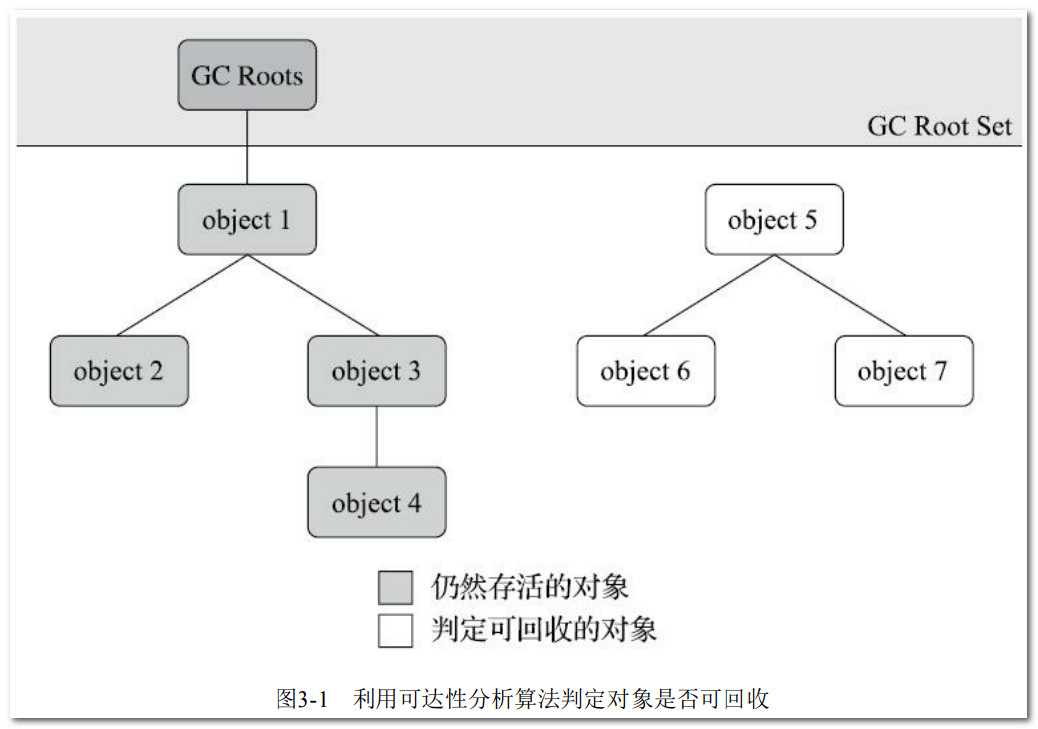 GC Roots
GC Root Set
object 1
object 5
object 2
object 3
object 6
object 7
object 4
仍然存活的对象
判定可回收的对象
图3-1 利用可达性分析算法判定对象是否可回收